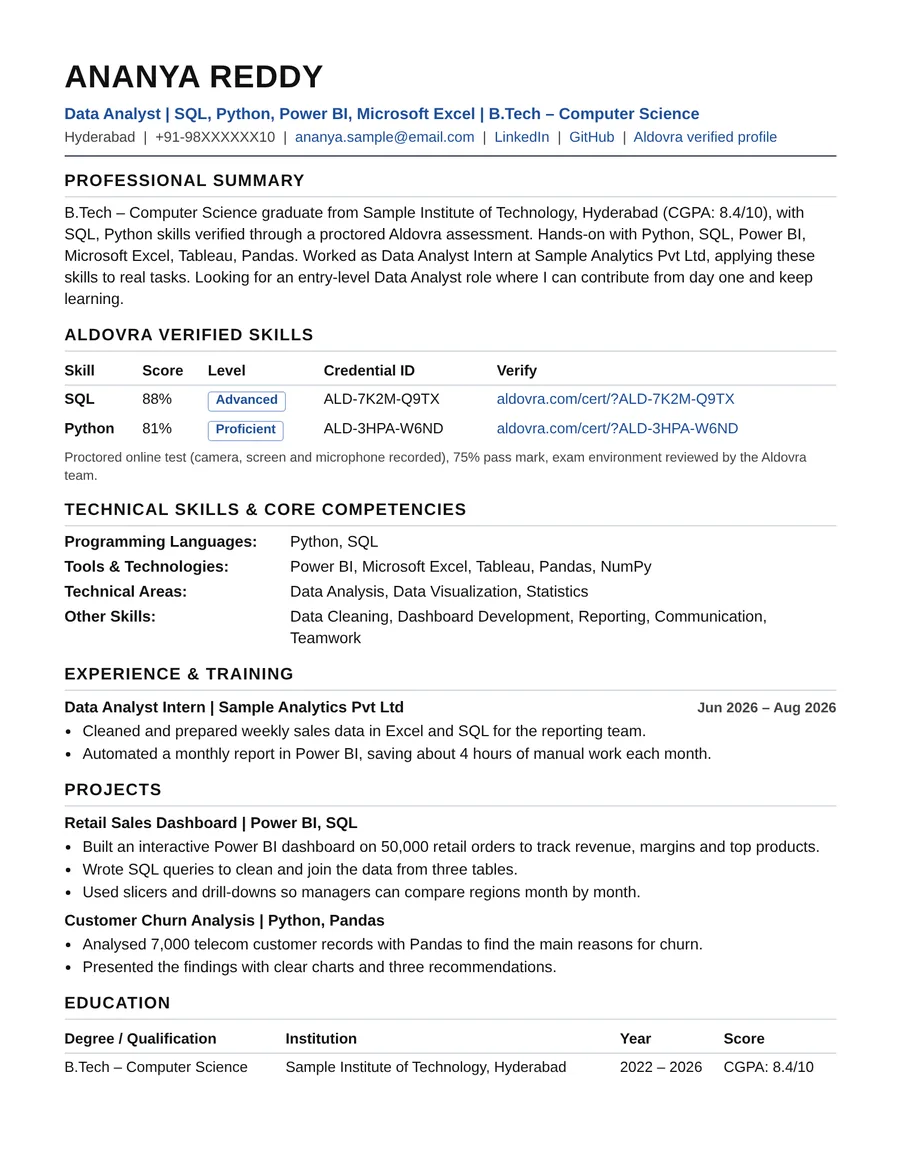 ANANYA REDDY
Data Analyst | SQL, Python, Power BI, Microsoft Excel | B.Tech – Computer Science
Hyderabad | +91-98XXXXXX10 | ananya.sample@email.com | LinkedIn | GitHub | Aldovra verified profile
PROFESSIONAL SUMMARY
B.Tech – Computer Science graduate from Sample Institute of Technology, Hyderabad (CGPA: 8.4/10), with
SQL, Python skills verified through a proctored Aldovra assessment. Hands-on with Python, SQL, Power BI,
Microsoft Excel, Tableau, Pandas. Worked as Data Analyst Intern at Sample Analytics Pvt Ltd, applying these
skills to real tasks. Looking for an entry-level Data Analyst role where I can contribute from day one and keep
learning.
ALDOVRA VERIFIED SKILLS
Skill Score Level Credential ID Verify
SQL 88% Advanced ALD-7K2M-Q9TX aldovra.com/cert/?ALD-7K2M-Q9TX
Python 81% Proficient ALD-3HPA-W6ND aldovra.com/cert/?ALD-3HPA-W6ND
Proctored online test (camera, screen and microphone recorded), 75% pass mark, exam environment reviewed by the Aldovra
team.
TECHNICAL SKILLS & CORE COMPETENCIES
Programming Languages: Python, SQL
Tools & Technologies: Power BI, Microsoft Excel, Tableau, Pandas, NumPy
Technical Areas: Data Analysis, Data Visualization, Statistics
Other Skills: Data Cleaning, Dashboard Development, Reporting, Communication,
Teamwork
EXPERIENCE & TRAINING
Data Analyst Intern | Sample Analytics Pvt Ltd Jun 2026 – Aug 2026
• Cleaned and prepared weekly sales data in Excel and SQL for the reporting team.
• Automated a monthly report in Power BI, saving about 4 hours of manual work each month.
PROJECTS
Retail Sales Dashboard | Power BI, SQL
• Built an interactive Power BI dashboard on 50,000 retail orders to track revenue, margins and top products.
• Wrote SQL queries to clean and join the data from three tables.
• Used slicers and drill-downs so managers can compare regions month by month.
Customer Churn Analysis | Python, Pandas
• Analysed 7,000 telecom customer records with Pandas to find the main reasons for churn.
• Presented the findings with clear charts and three recommendations.
EDUCATION
Degree / Qualification Institution Year Score
B.Tech – Computer Science Sample Institute of Technology, Hyderabad 2022 – 2026 CGPA: 8.4/10